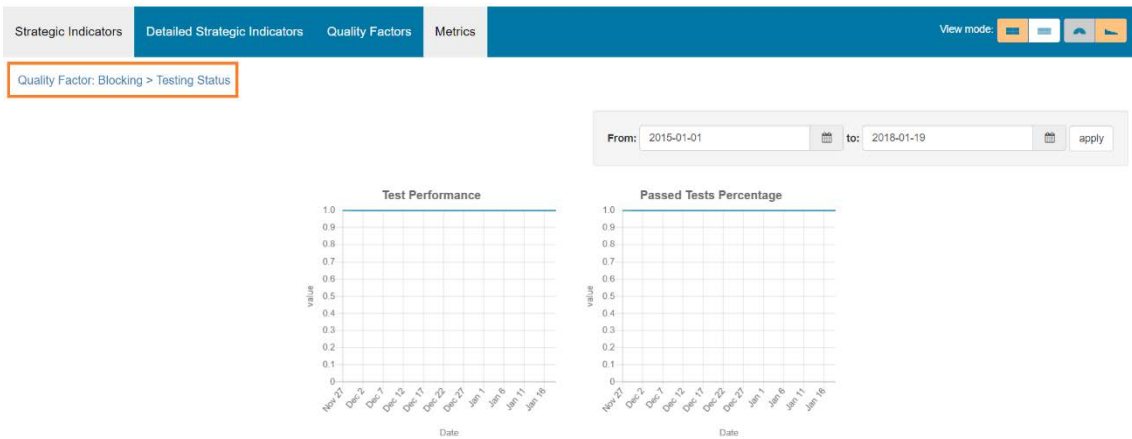 Strategic Indicators Detailed Strategic Indicators Quality Factors Metrics View mode:
Quality Factor: Blocking > Testing Status
From: 2015-01-01 to: 2018-01-19 apply
Test Performance
1.0
0.9
0.8
0.7
0.6
0.5
0.4
0.3
0.2
0.1
0
value
Nov 27 Dec 2 Dec 7 Dec 12 Dec 17 Dec 22 Dec 27 Jan 1 Jan 6 Jan 11 Jan 16
Date
Passed Tests Percentage
1.0
0.9
0.8
0.7
0.6
0.5
0.4
0.3
0.2
0.1
0
value
Nov 27 Dec 2 Dec 7 Dec 12 Dec 17 Dec 22 Dec 27 Jan 1 Jan 6 Jan 11 Jan 16
Date